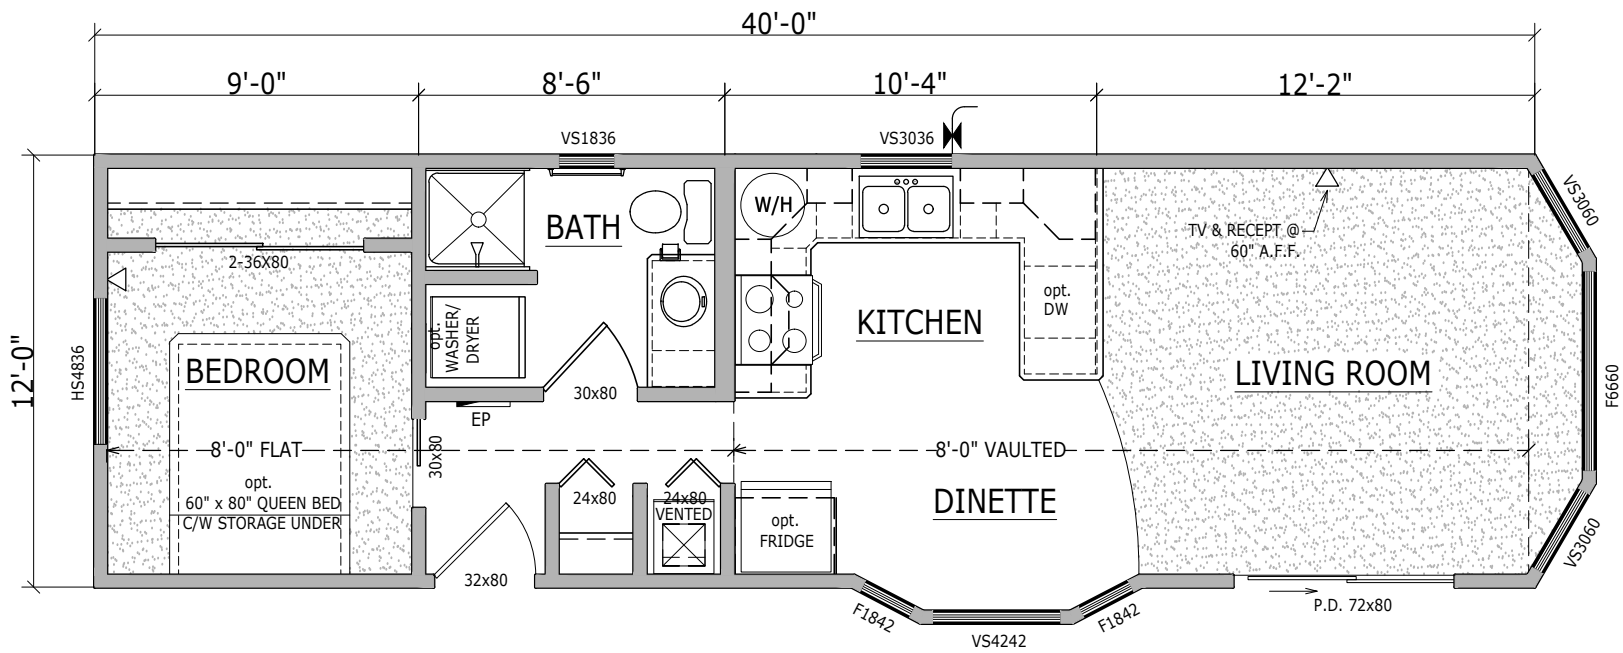 40'-0"
9'-0"
8'-6"
10'-4"
12'-2"
VS1836
VS3036
12'-0"
HS4836
2-36X80
BEDROOM
8'-0" FLAT
opt.
60" x 80" QUEEN BED
C/W STORAGE UNDER
BATH
opt.
WASHER/
DRYER
30x80
EP
30x80
32x80
24x80
24x80
VENTED
W/H
KITCHEN
opt.
DW
8'-0" VAULTED
DINETTE
opt.
FRIDGE
F1842
VS4242
F1842
TV & RECEPT @
60" A.F.F.
LIVING ROOM
P.D. 72x80
VS3060
F6660
VS3060